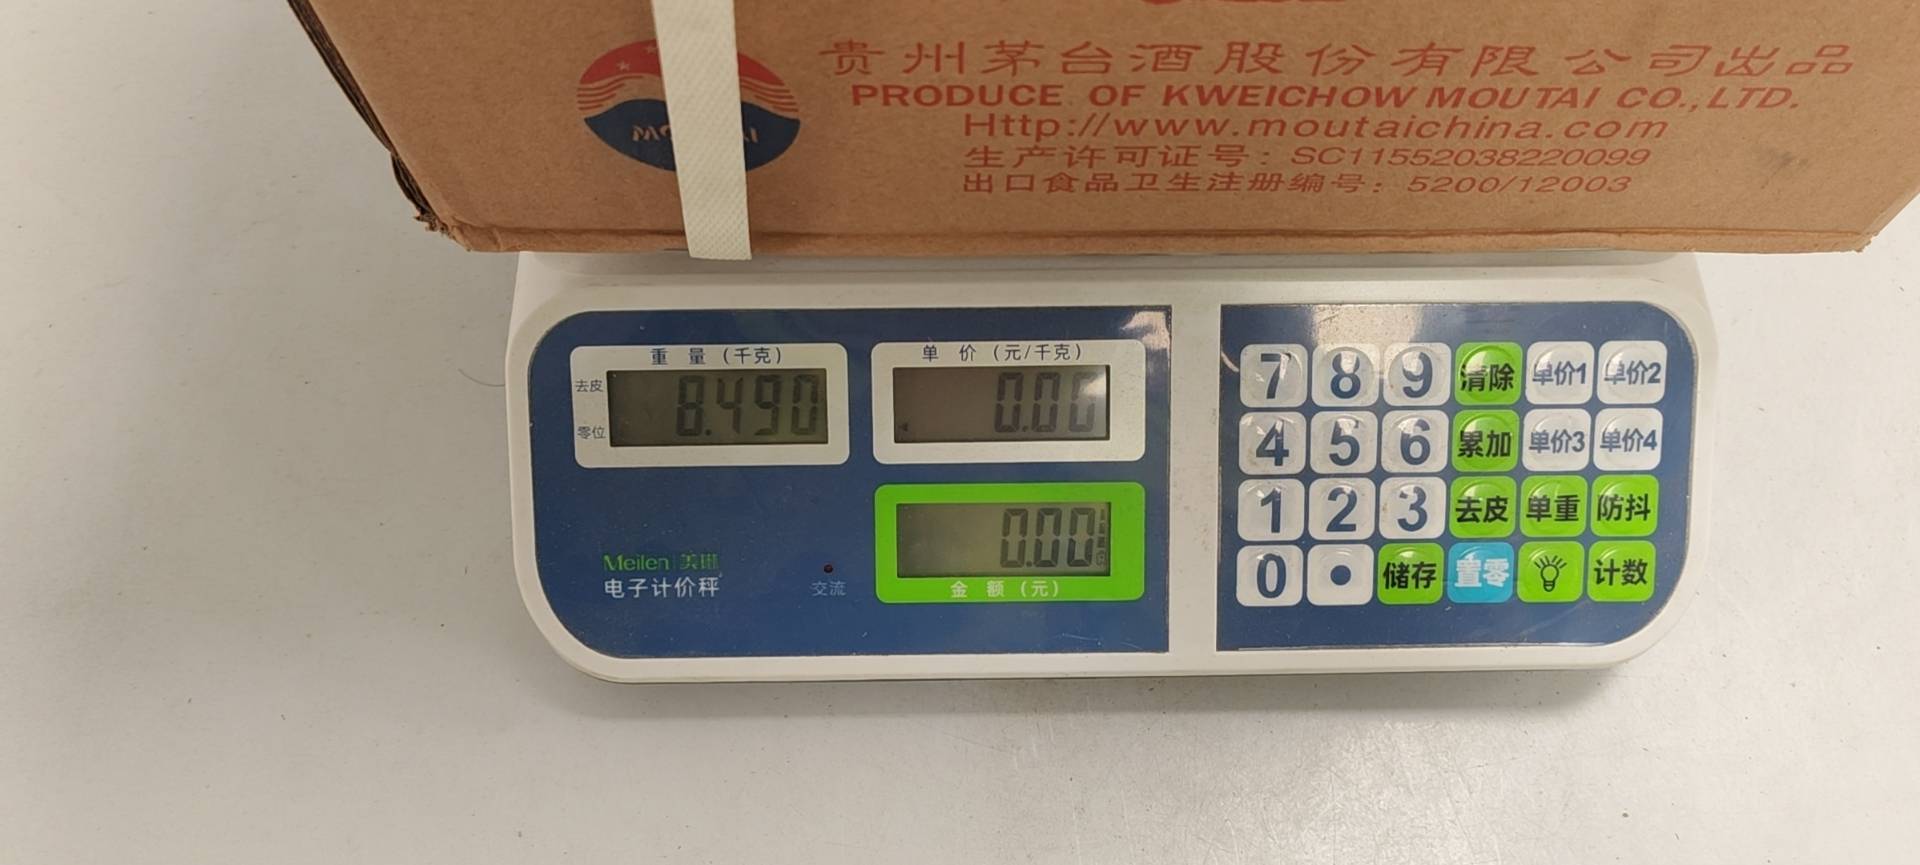 贵州茅台酒股份有限公司出品
PRODUCE OF KWEICHOW MOUTAI CO.,LTD.
Http://www.moutaichina.com
生产许可证号：SC11552038220099
出口食品卫生注册编号：5200/12003
重 量（千克）
去皮
零位
8.490
单 价（元/千克）
0.00
0.00
金 额（元）
Meilen 美琳
电子计价秤
交流
7 8 9 清除 单价1 单价2
4 5 6 累加 单价3 单价4
1 2 3 去皮 单重 防抖
0 • 储存 置零 计数